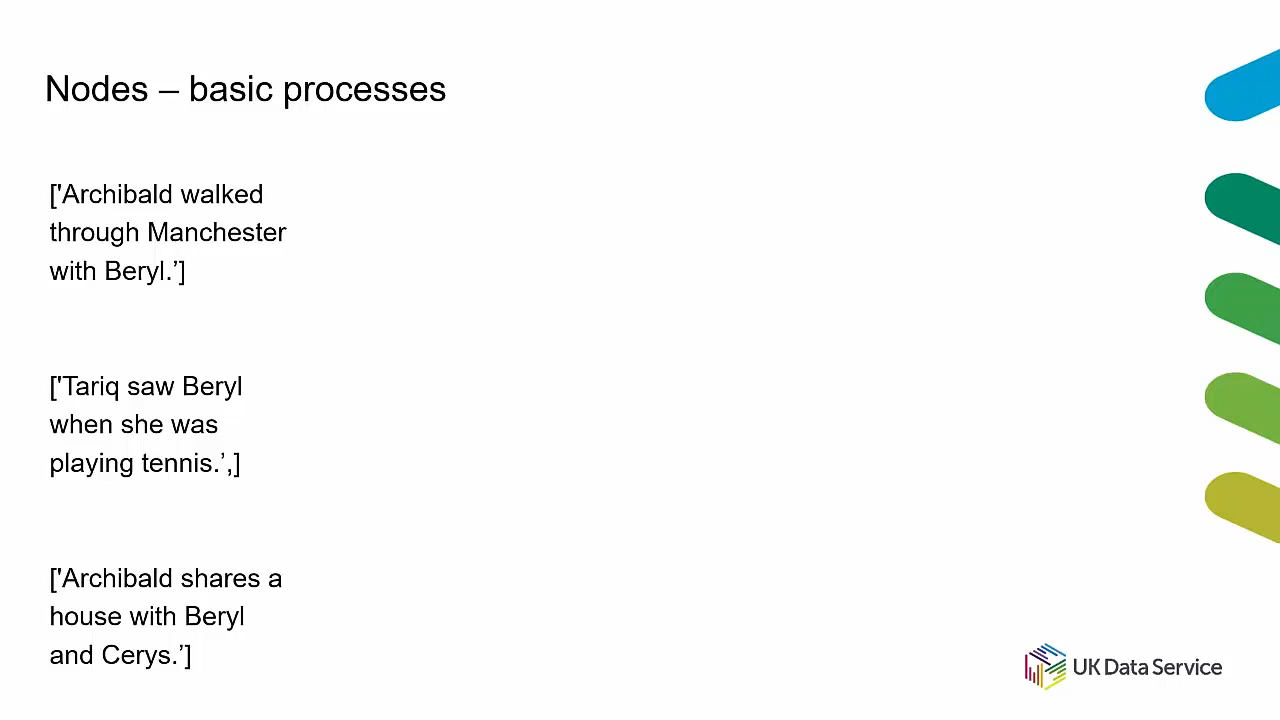 Nodes – basic processes
['Archibald walked
through Manchester
with Beryl.’]
['Tariq saw Beryl
when she was
playing tennis.’,]
['Archibald shares a
house with Beryl
and Cerys.’]
UK Data Service